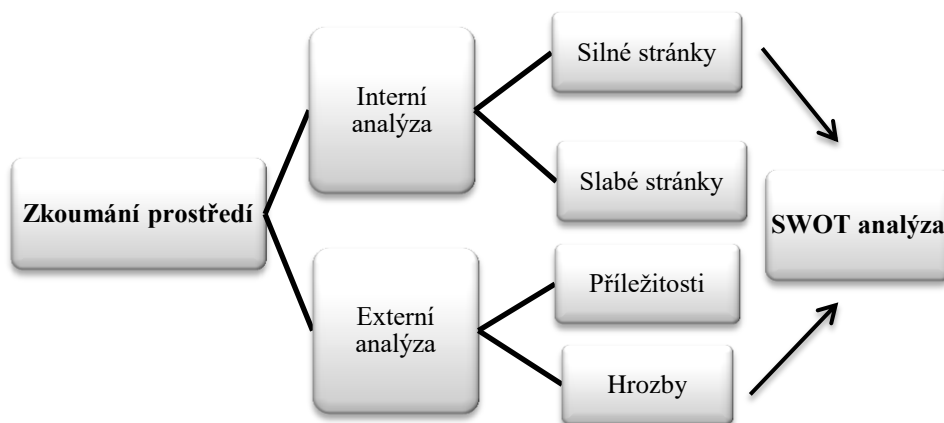 Zkoumání prostředí
Interní
analýza
Externí
analýza
Silné stránky
Slabé stránky
Příležitosti
Hrozby
SWOT analýza